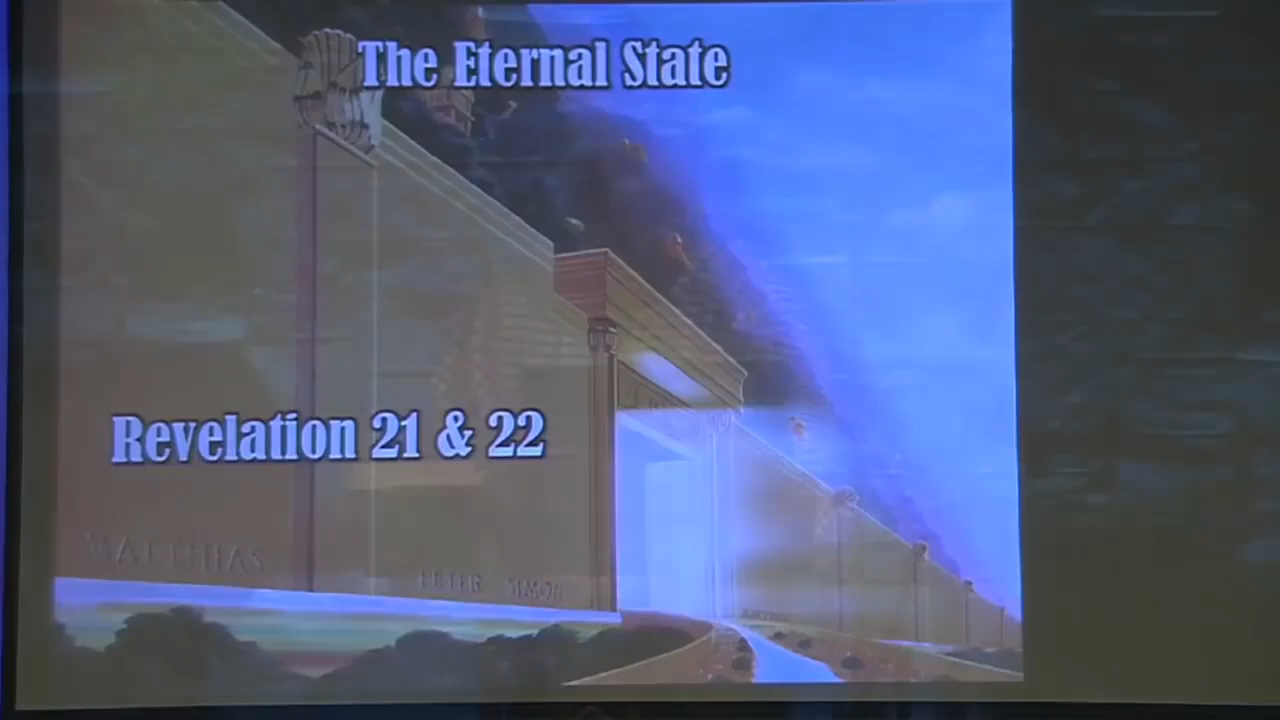 The Eternal State
Revelation 21 & 22
MATTHIAS
PETER SIMON